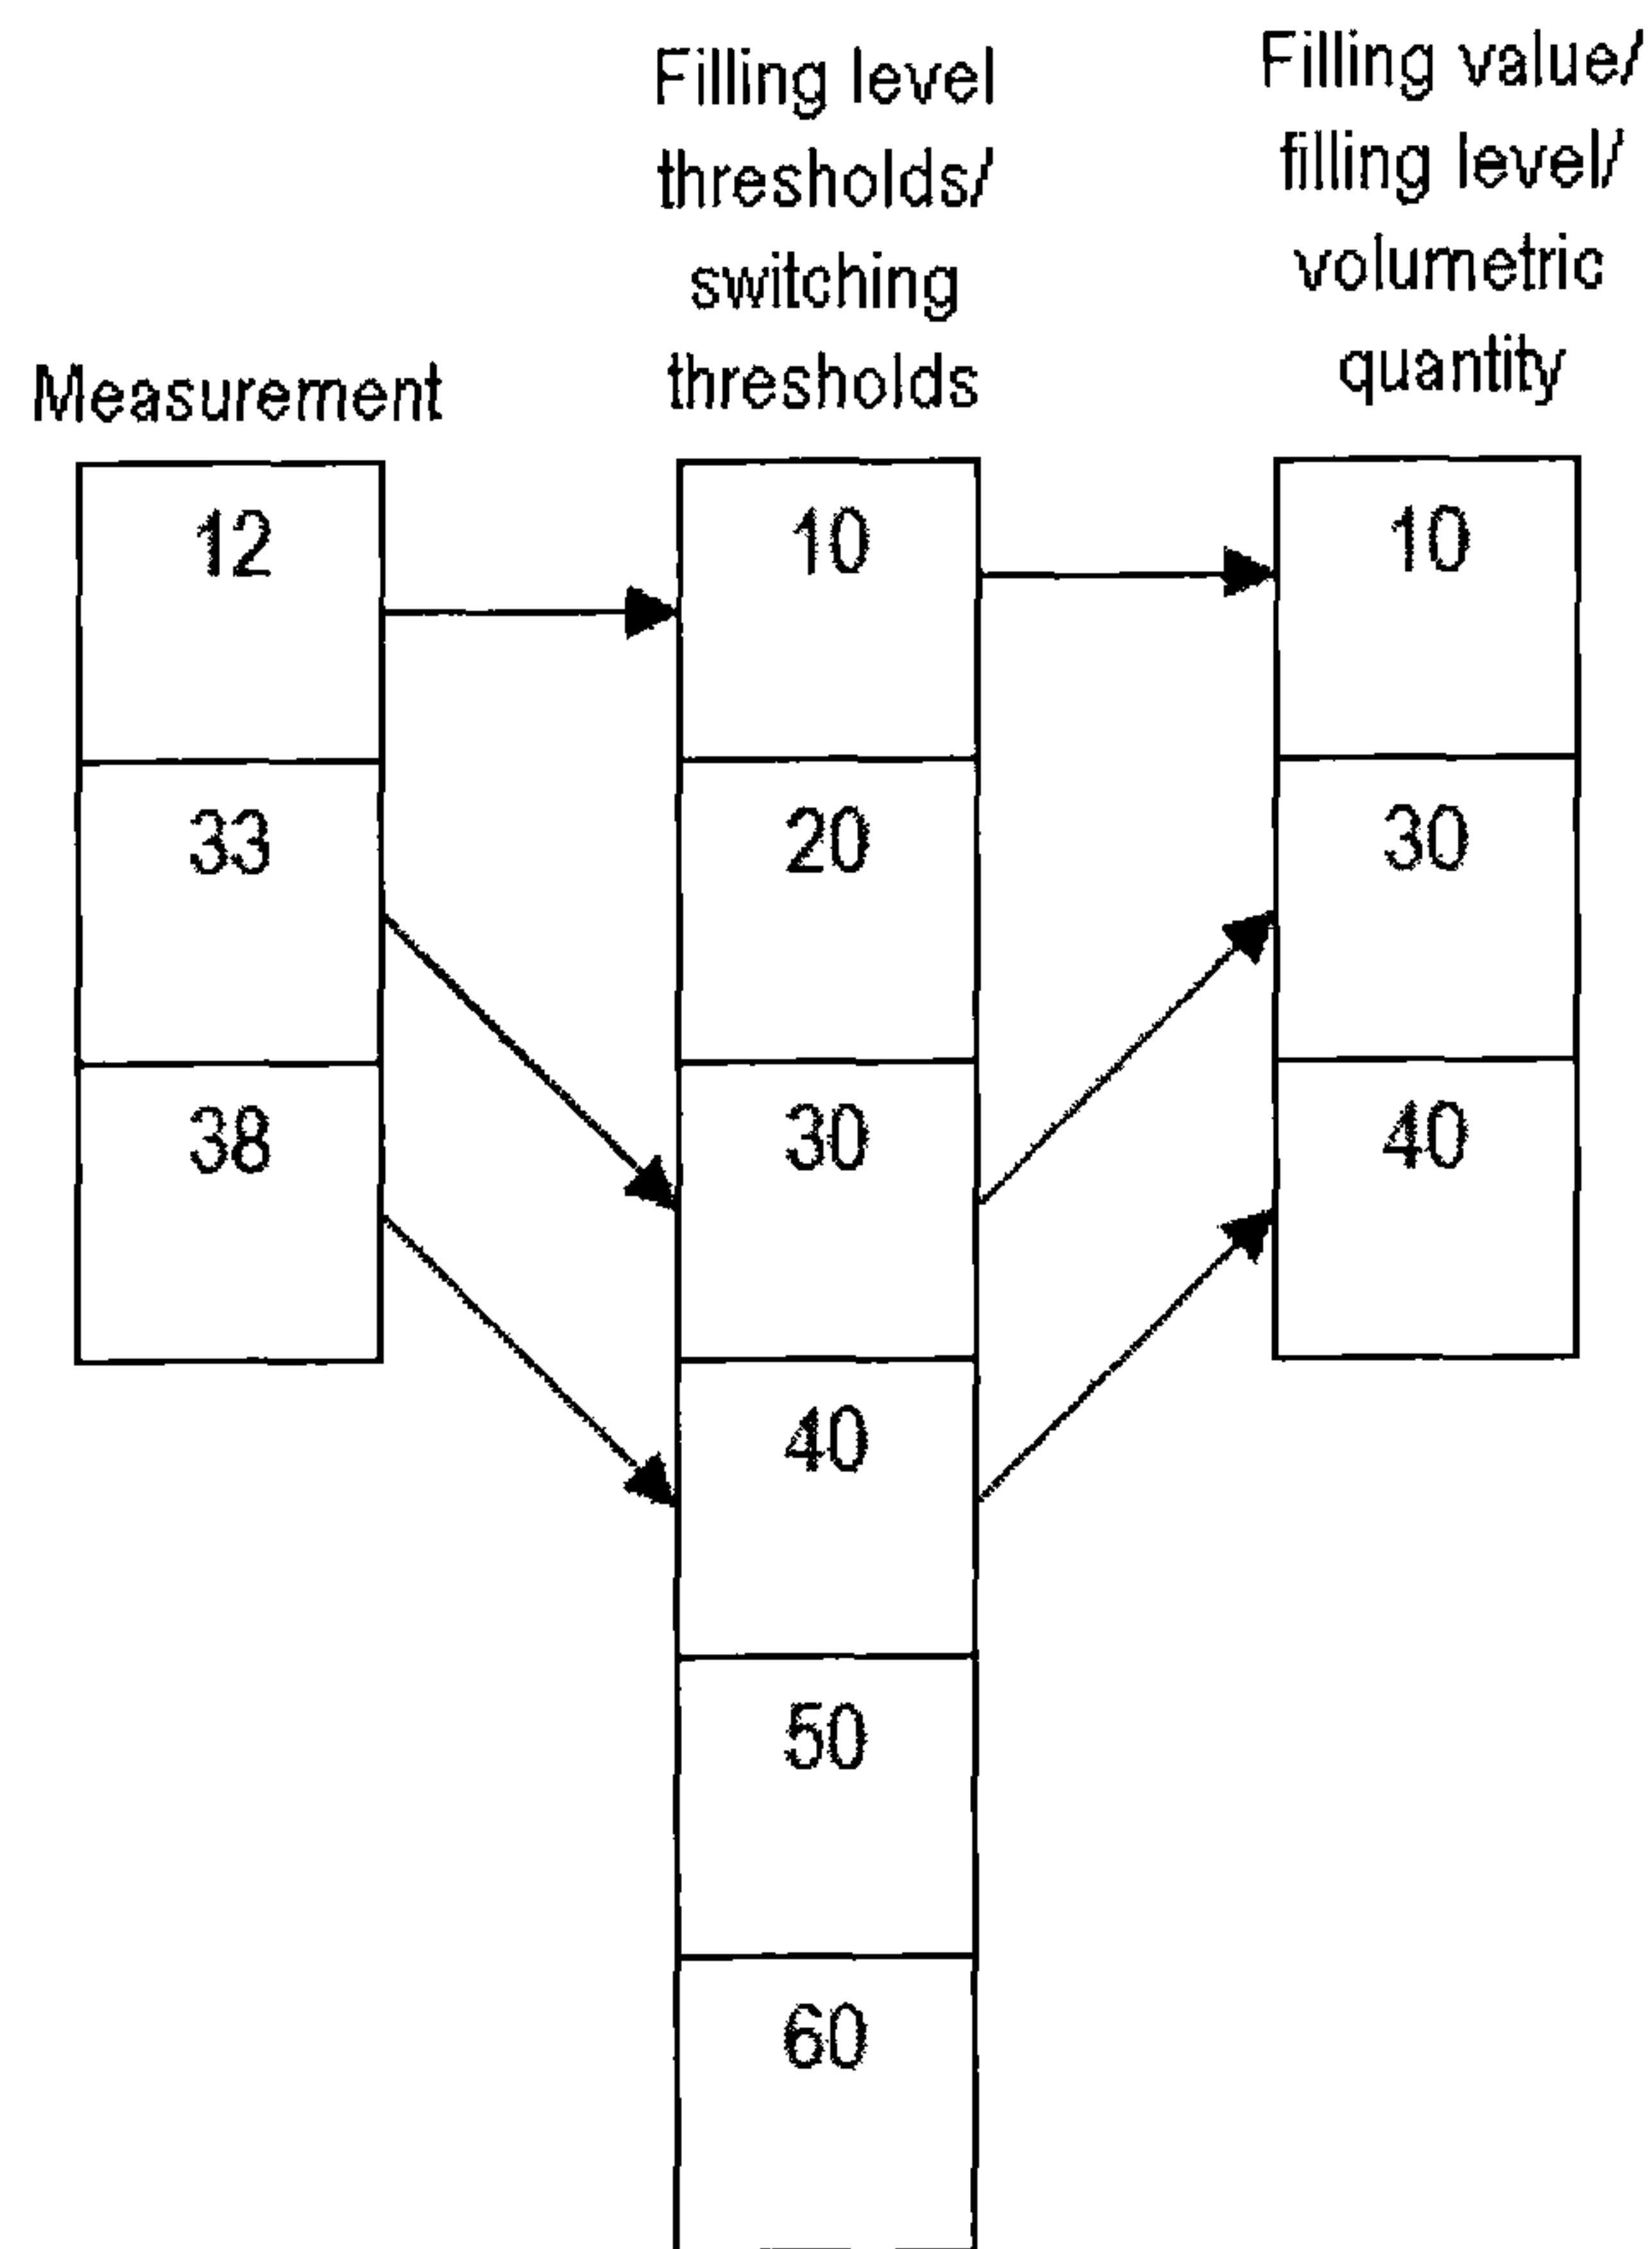 Measurement
Filling level
thresholds/
switching
thresholds
Filling value/
filling level/
volumetric
quantity
12
33
38
10
20
30
40
50
60
10
30
40